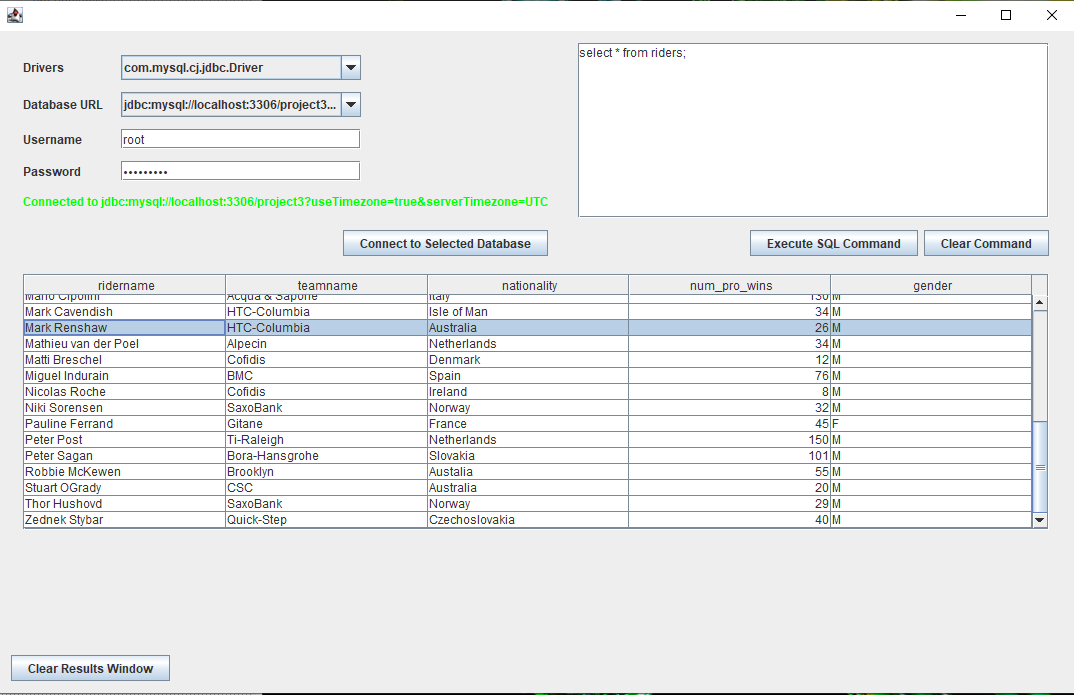 Drivers com.mysql.cj.jdbc.Driver
Database URL jdbc:mysql://localhost:3306/project3...
Username root
Password •••••••••
Connected to jdbc:mysql://localhost:3306/project3?useTimezone=true&serverTimezone=UTC
Connect to Selected Database
select * from riders;
Execute SQL Command Clear Command
ridername teamname nationality num_pro_wins gender
Mario Cipolini Acqua & Sapone Italy 130 M
Mark Cavendish HTC-Columbia Isle of Man 34 M
Mark Renshaw HTC-Columbia Australia 26 M
Mathieu van der Poel Alpecin Netherlands 34 M
Matti Breschel Cofidis Denmark 12 M
Miguel Indurain BMC Spain 76 M
Nicolas Roche Cofidis Ireland 8 M
Niki Sorensen SaxoBank Norway 32 M
Pauline Ferrand Gitane France 45 F
Peter Post Ti-Raleigh Netherlands 150 M
Peter Sagan Bora-Hansgrohe Slovakia 101 M
Robbie McKewen Brooklyn Austalia 55 M
Stuart OGrady CSC Australia 20 M
Thor Hushovd SaxoBank Norway 29 M
Zednek Stybar Quick-Step Czechoslovakia 40 M
Clear Results Window